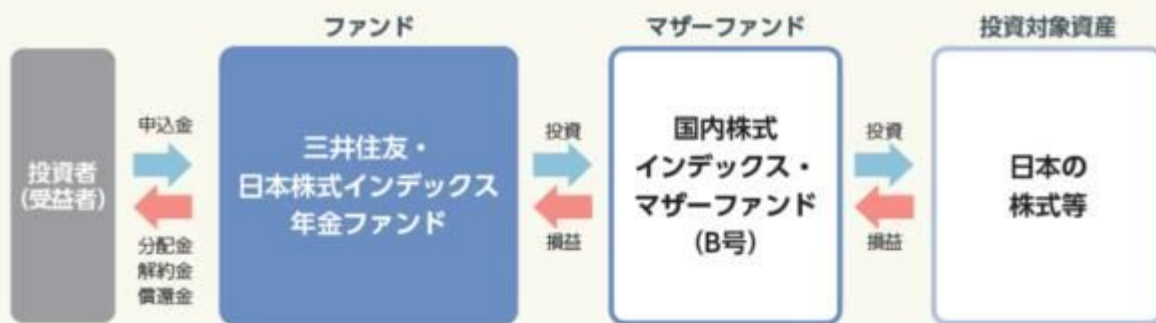 ファンド
マザーファンド
投資対象資産
投資者
(受益者)
申込金
分配金
解約金
償還金
三井住友・
日本株式インデックス
年金ファンド
投資
損益
国内株式
インデックス・
マザーファンド
(B号)
投資
損益
日本の
株式等